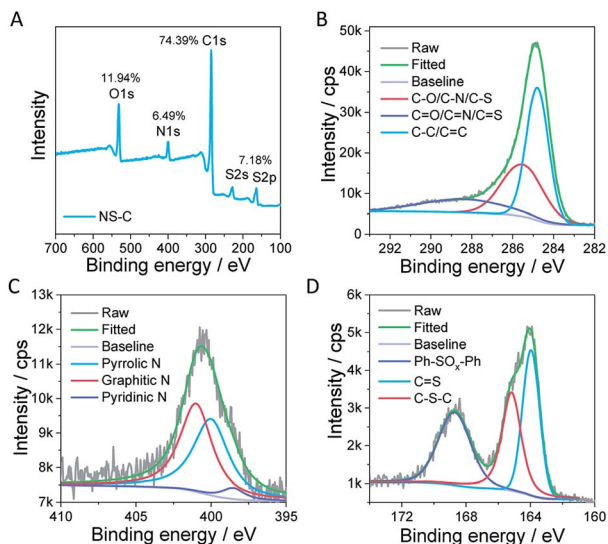 A
74.39%
C1s
11.94%
O1s
6.49%
N1s
7.18%
S2s S2p
NS-C
Intensity
700 600 500 400 300 200 100
Binding energy / eV
B
50k
40k
30k
20k
10k
0
Intensity / cps
Raw
Fitted
Baseline
C-O/C-N/C-S
C=O/C=N/C=S
C-C/C=C
292 290 288 286 284 282
Binding energy / eV
C
13k
12k
11k
10k
9k
8k
7k
Intensity / cps
Raw
Fitted
Baseline
Pyrrolic N
Graphitic N
Pyridinic N
410 405 400 395
Binding energy / eV
D
6k
5k
4k
3k
2k
1k
0
Intensity / cps
Raw
Fitted
Baseline
Ph-SOx-Ph
C=S
C-S-C
172 168 164 160
Binding energy / eV